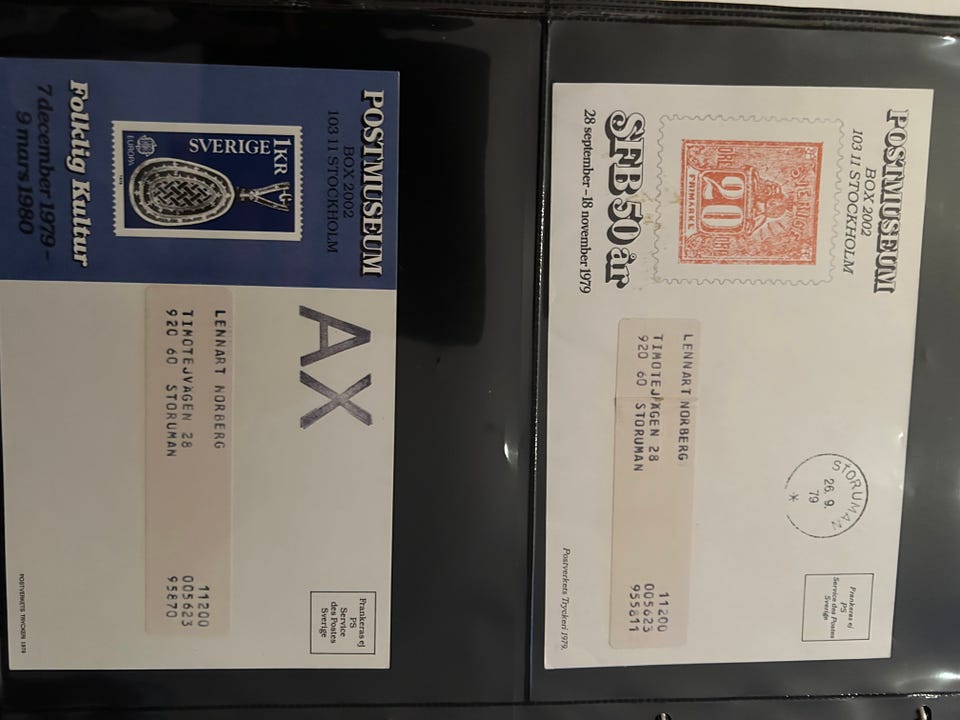 POSTMUSEUM
BOX 2002
103 11 STOCKHOLM
20
FRIMÄRKE
SFB 50 år
28 september – 18 november 1979
STORUMAN
26. 9.
79
*
Frankeras ej
PS
Service
des Postes
Sverige
LENNART NORBERG
TIMOTEJVÄGEN 28
920 60 STORUMAN
11200
005623
955811
Postverkets Tryckeri 1979.
POSTMUSEUM
BOX 2002
103 11 STOCKHOLM
1KR
SVERIGE
EUROPA
Folklig Kultur
7 december 1979 –
9 mars 1980
AX
Frankeras ej
PS
Service
des Postes
Sverige
LENNART NORBERG
TIMOTEJVÄGEN 28
920 60 STORUMAN
11200
005623
95870
POSTVERKETS TRYCKERI 1979